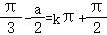 π/3 - a/2 = kπ + π/2